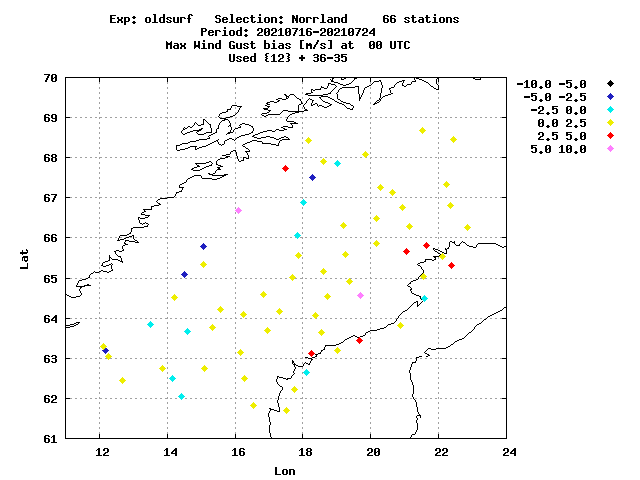 Exp: oldsurf   Selection: Norrland     66 stations
Period: 20210716-20210724
Max Wind Gust bias [m/s] at  00 UTC
Used {12} + 36-35
-10.0 -5.0
-5.0 -2.5
-2.5 0.0
0.0 2.5
2.5 5.0
5.0 10.0
70
69
68
67
66
65
64
63
62
61
Lat
12 14 16 18 20 22 24
Lon